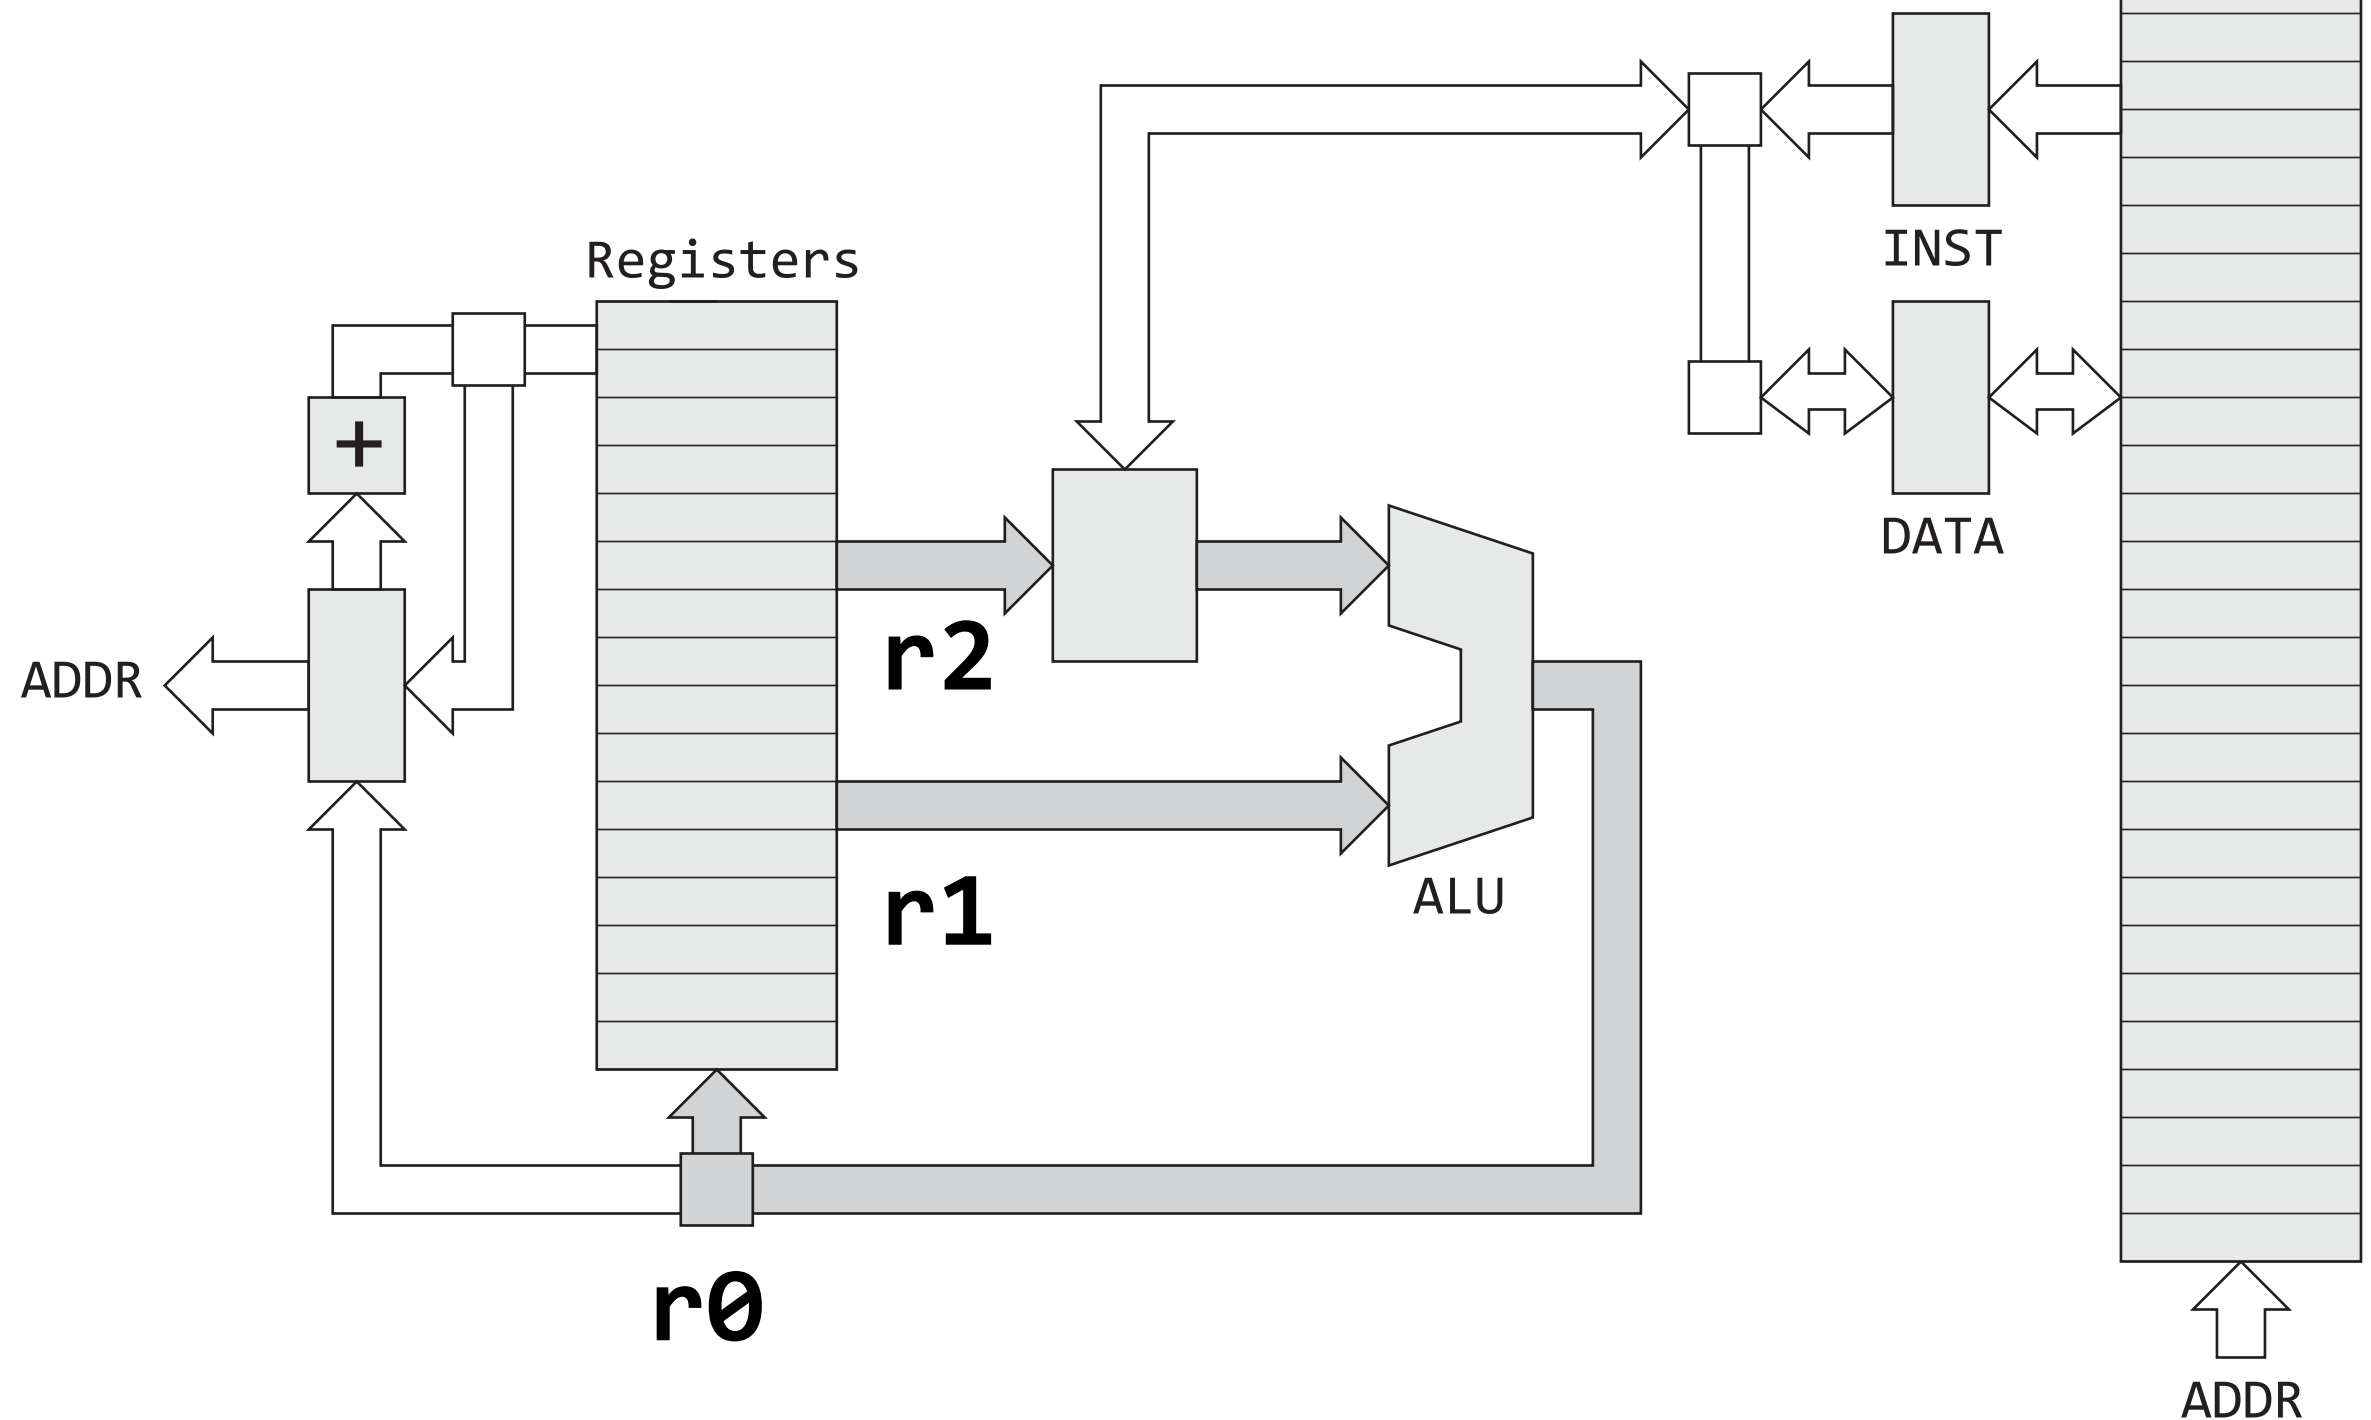 INST
Registers
+
DATA
r2
ADDR
r1
ALU
r0
ADDR